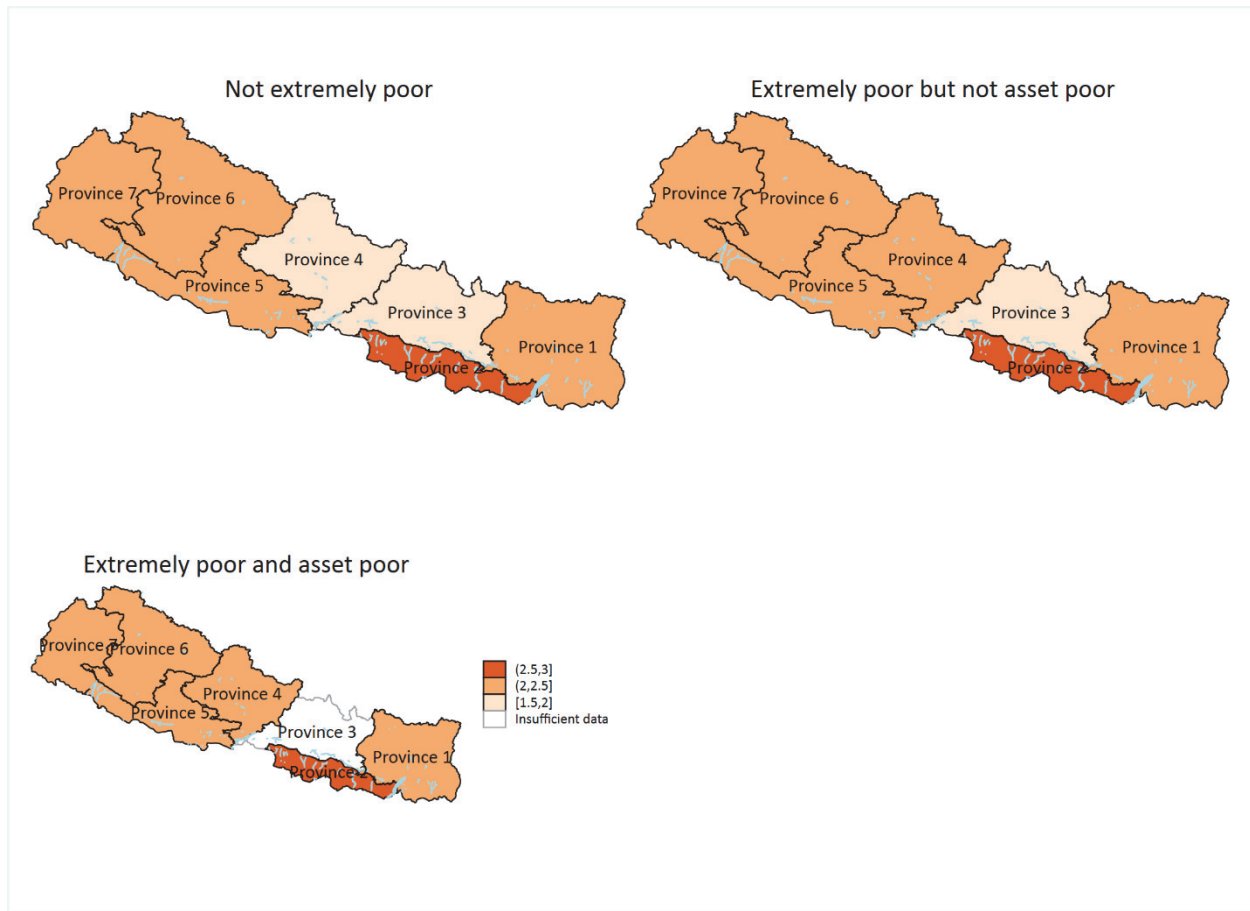 Not extremely poor
Province 7
Province 6
Province 4
Province 5
Province 3
Province 1
Province 2
Extremely poor but not asset poor
Province 7
Province 6
Province 4
Province 5
Province 3
Province 1
Province 2
Extremely poor and asset poor
Province 7
Province 6
Province 4
Province 5
Province 3
Province 1
Province 2
(2.5,3]
(2,2.5]
[1.5,2]
Insufficient data